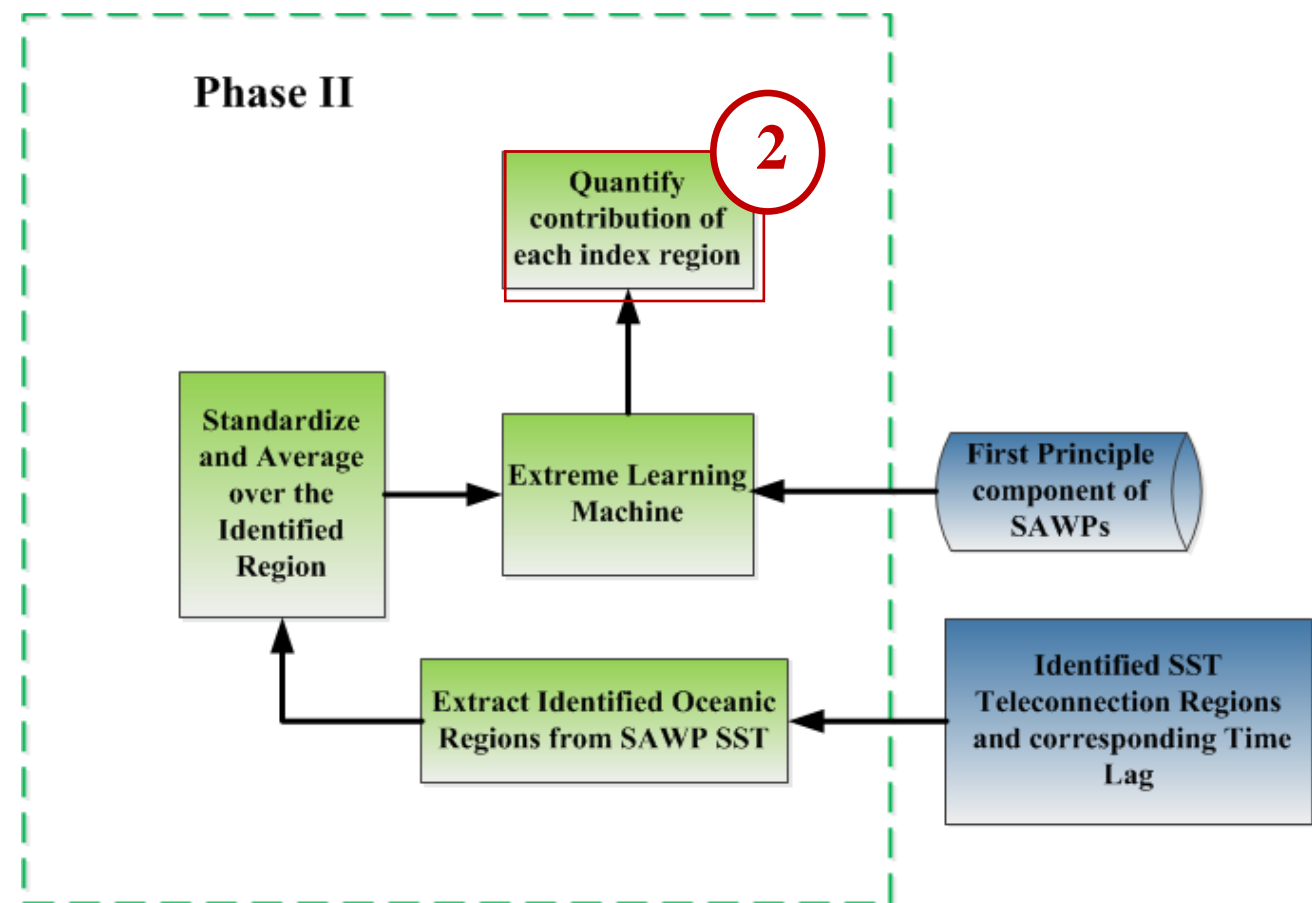 Phase II
2
Quantify
contribution of
each index region
Standardize
and Average
over the
Identified
Region
Extreme Learning
Machine
First Principle
component of
SAWPs
Extract Identified Oceanic
Regions from SAWP SST
Identified SST
Teleconnection Regions
and corresponding Time
Lag